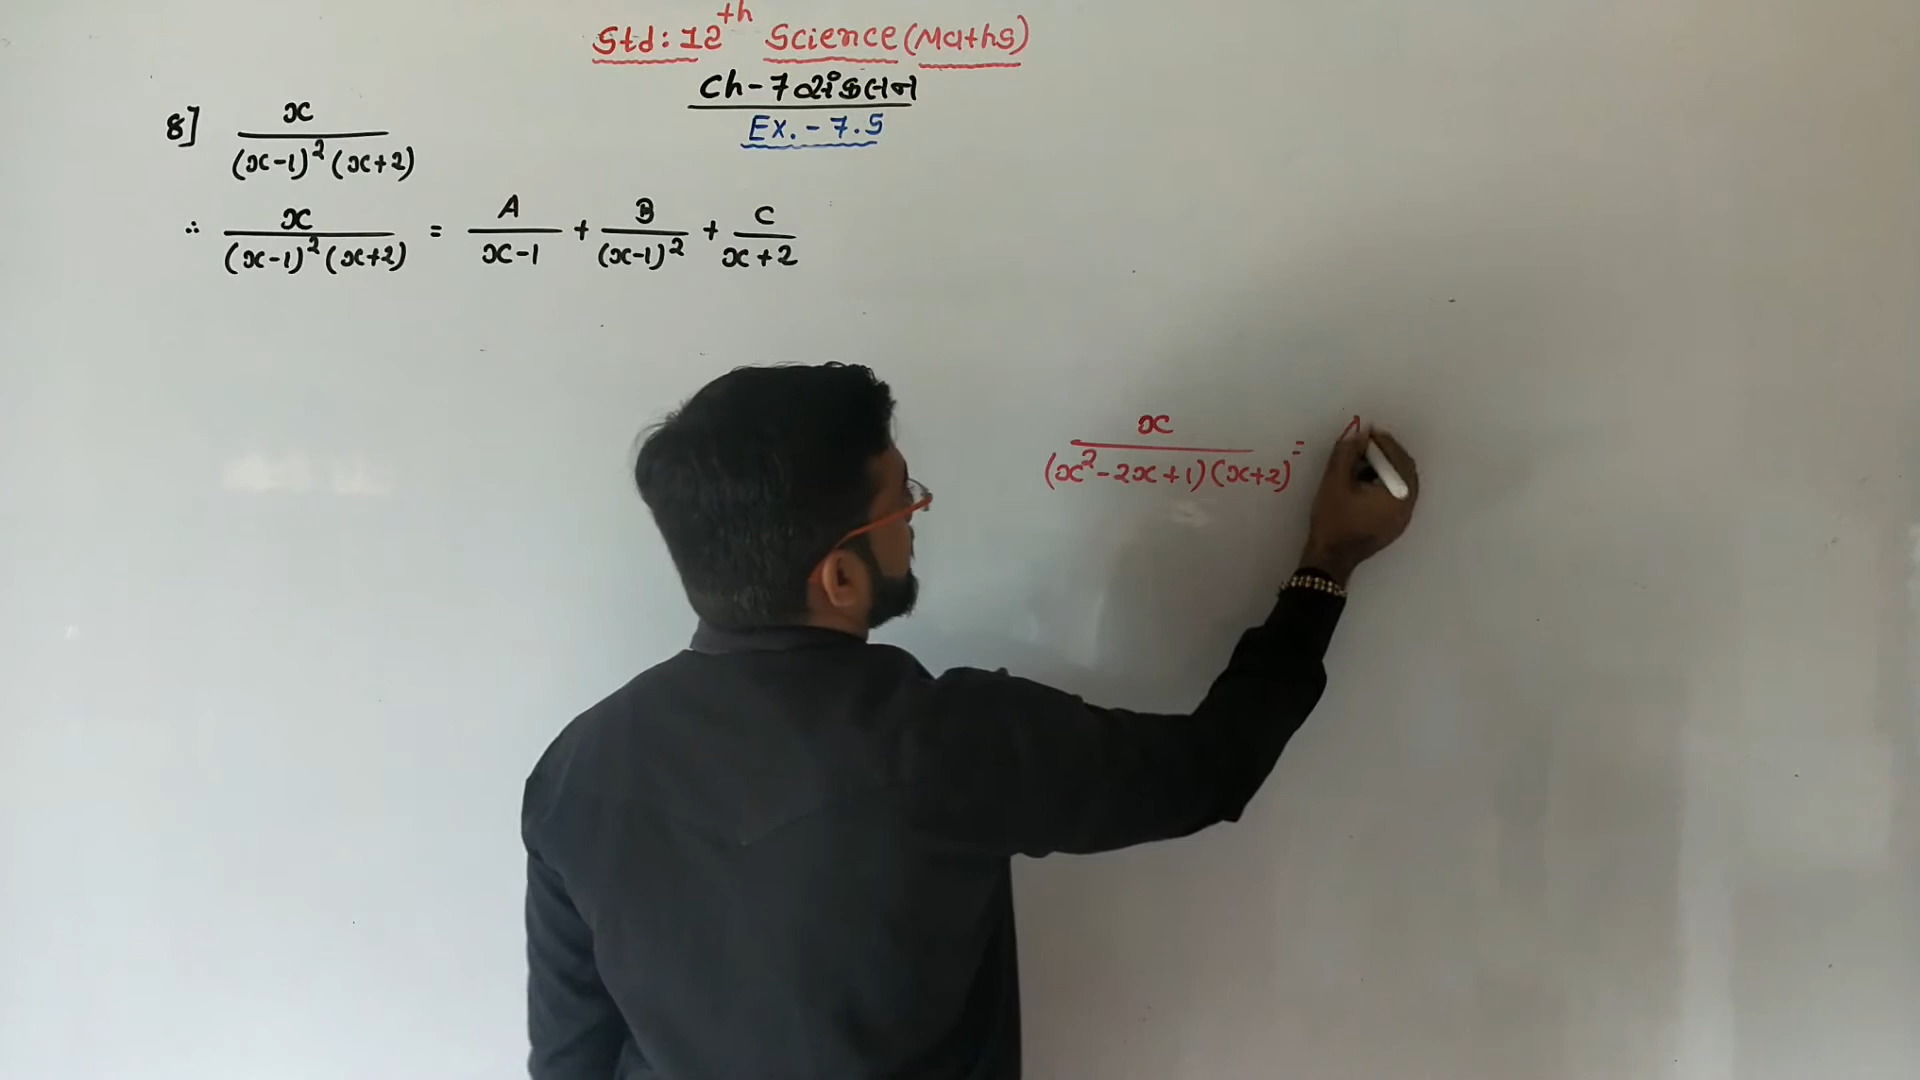 Std: 12th Science (Maths)
Ch - 7 સંકલન
Ex. - 7.5
8] x / (x-1)² (x+2)
∴ x / (x-1)² (x+2) = A / x-1 + B / (x-1)² + C / x+2
x / (x² - 2x + 1) (x+2) =